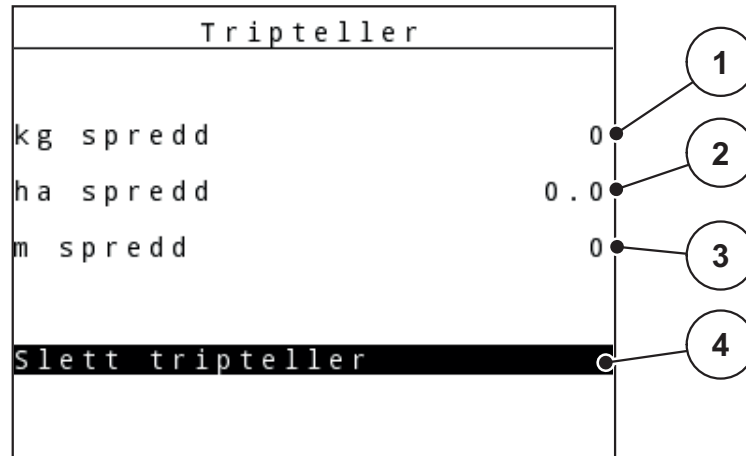 Tripteller
kg spredd 0 1
ha spredd 0.0 2
m spredd 0 3
Slett tripteller 4